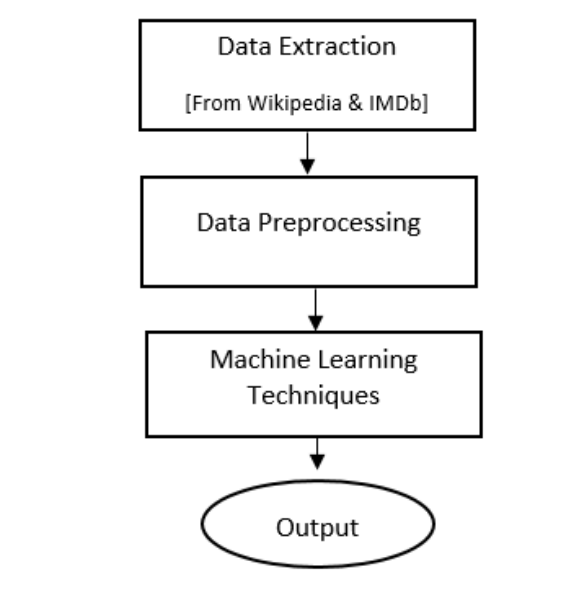 Data Extraction
[From Wikipedia & IMDb]
Data Preprocessing
Machine Learning
Techniques
Output